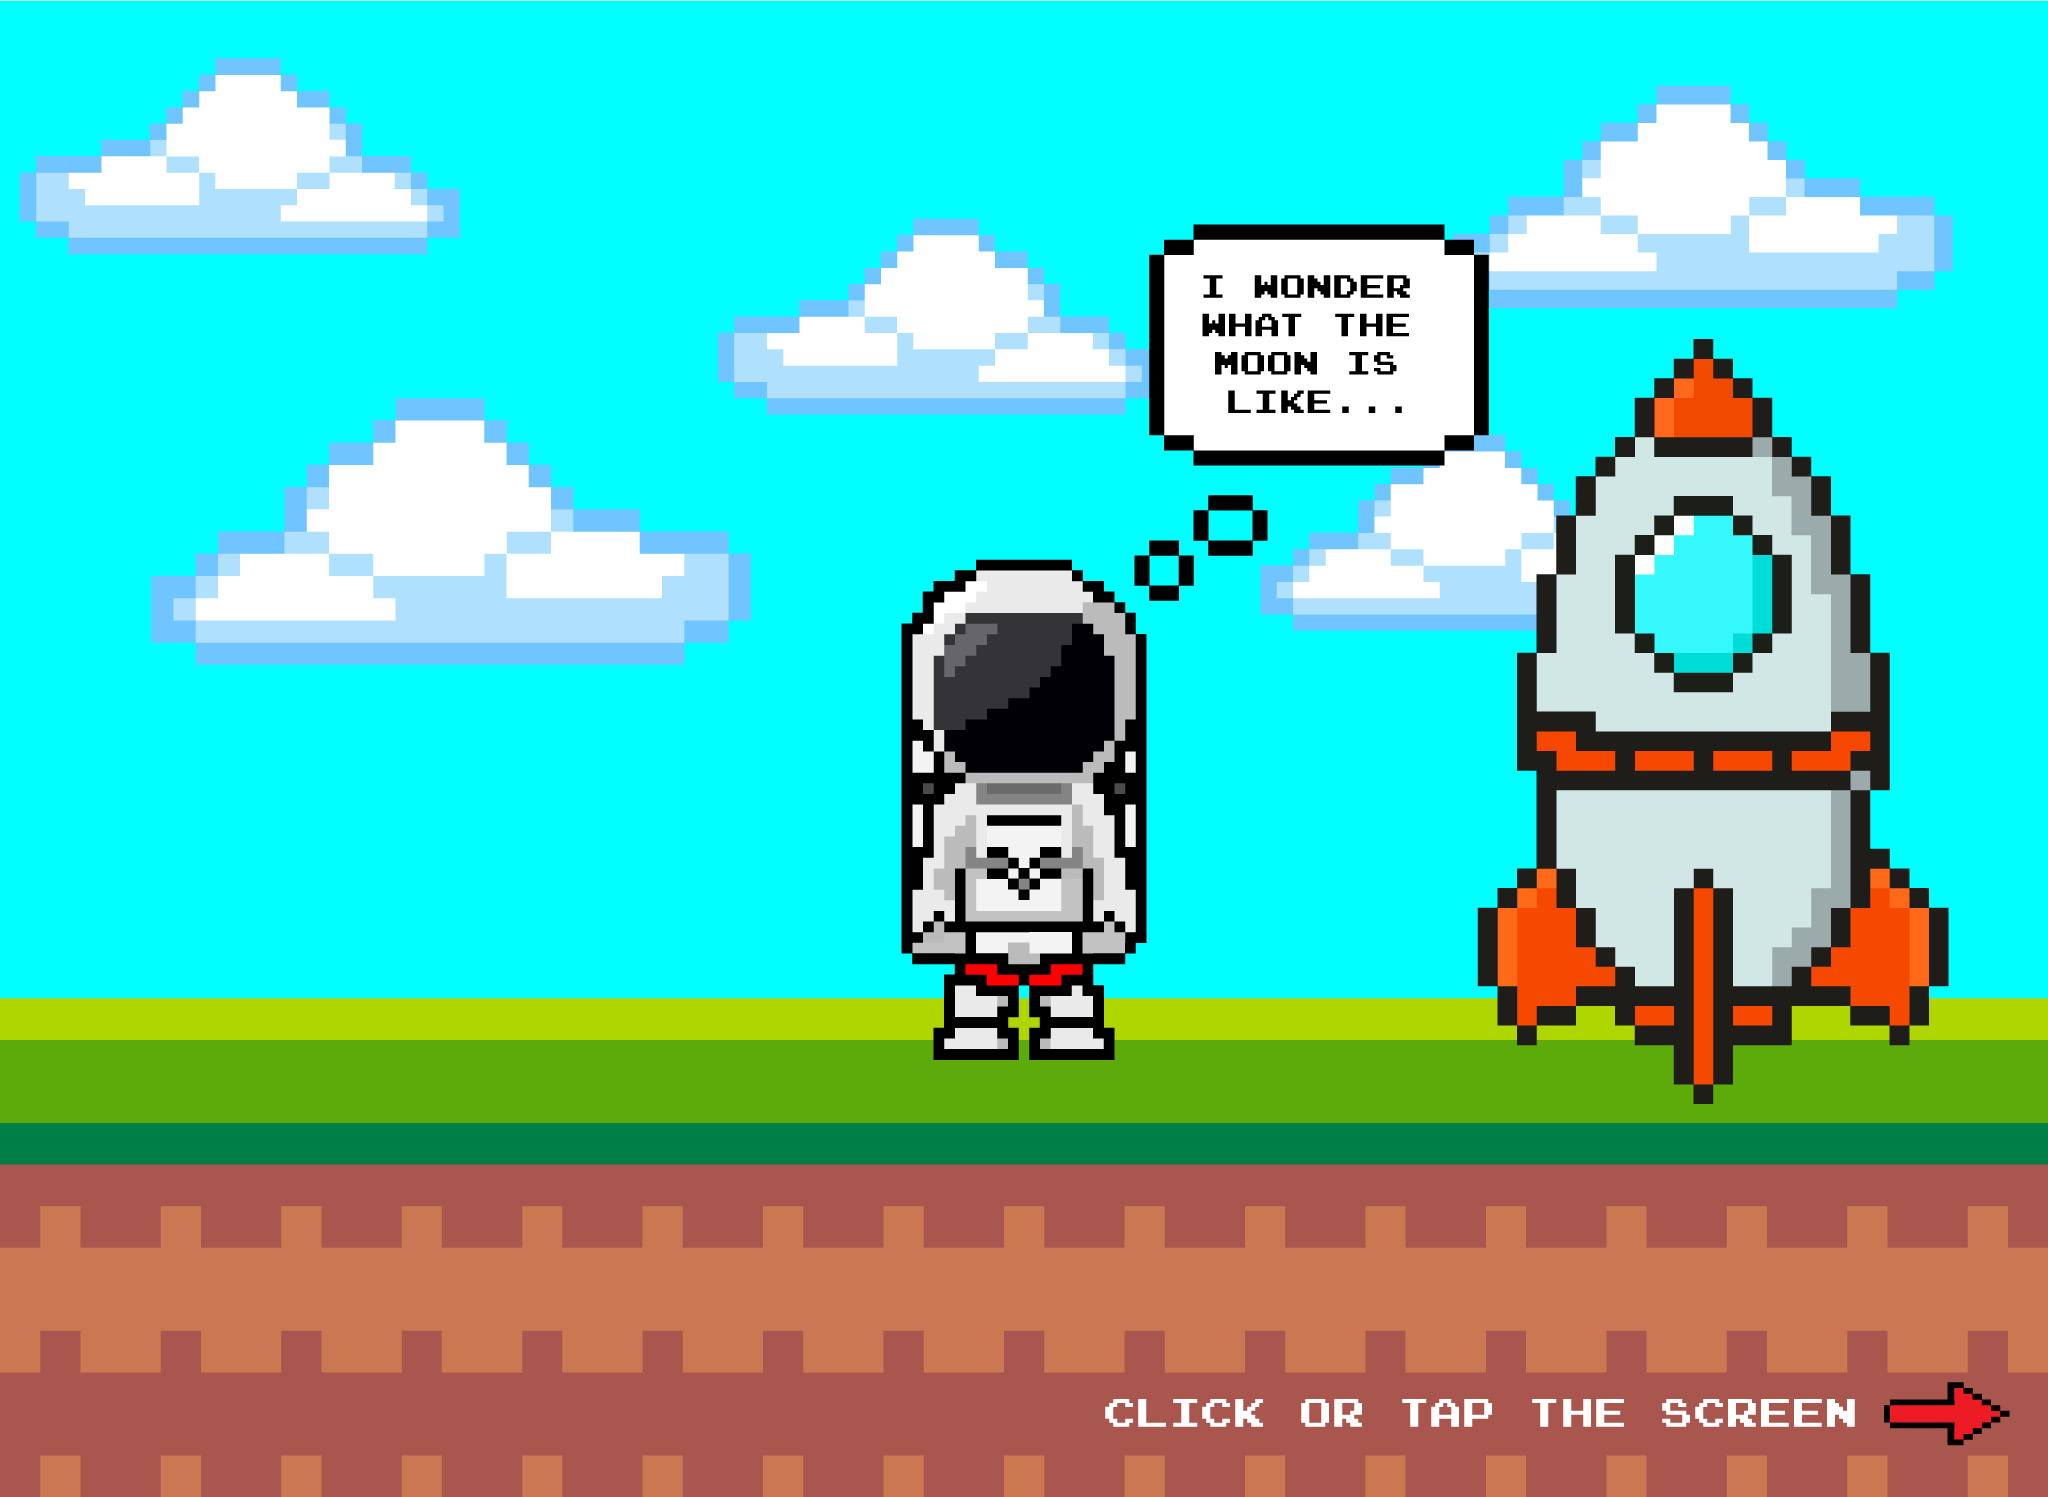 I WONDER
WHAT THE
MOON IS
LIKE...
CLICK OR TAP THE SCREEN